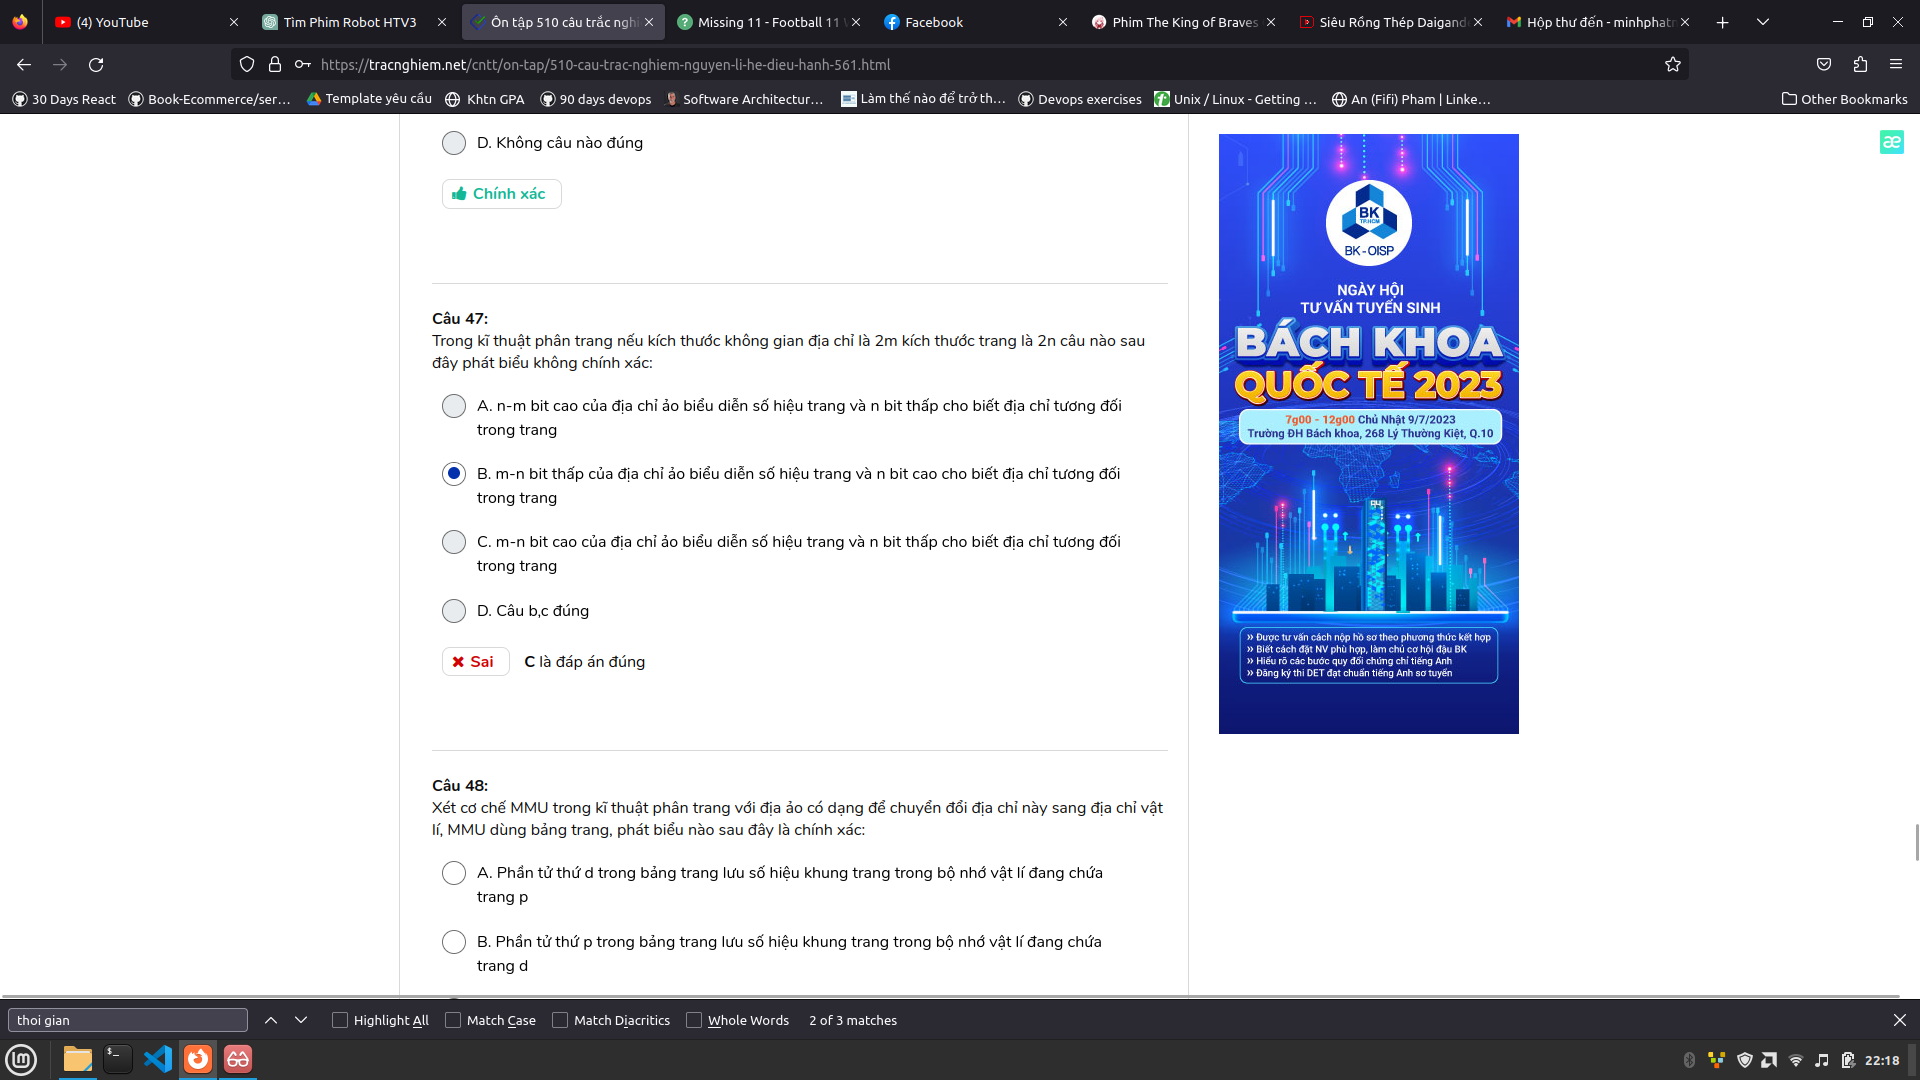 (4) YouTube
Tìm Phim Robot HTV3
Ôn tập 510 câu trắc nghi
Missing 11 - Football 11 
Facebook
Phim The King of Braves
Siêu Rồng Thép Daigand
Hộp thư đến - minhphatr
https://tracnghiem.net/cntt/on-tap/510-cau-trac-nghiem-nguyen-li-he-dieu-hanh-561.html
30 Days React
Book-Ecommerce/ser…
Template yêu cầu
Khtn GPA
90 days devops
Software Architectur…
Làm thế nào để trở th…
Devops exercises
Unix / Linux - Getting …
An (Fifi) Pham | Linke…
Other Bookmarks
D. Không câu nào đúng
Chính xác
Câu 47:
Trong kĩ thuật phân trang nếu kích thước không gian địa chỉ là 2m kích thước trang là 2n câu nào sau
đây phát biểu không chính xác:
A. n-m bit cao của địa chỉ ảo biểu diễn số hiệu trang và n bit thấp cho biết địa chỉ tương đối
trong trang
B. m-n bit thấp của địa chỉ ảo biểu diễn số hiệu trang và n bit cao cho biết địa chỉ tương đối
trong trang
C. m-n bit cao của địa chỉ ảo biểu diễn số hiệu trang và n bit thấp cho biết địa chỉ tương đối
trong trang
D. Câu b,c đúng
Sai
C là đáp án đúng
Câu 48:
Xét cơ chế MMU trong kĩ thuật phân trang với địa ảo có dạng để chuyển đổi địa chỉ này sang địa chỉ vật
lí, MMU dùng bảng trang, phát biểu nào sau đây là chính xác:
A. Phần tử thứ d trong bảng trang lưu số hiệu khung trang trong bộ nhớ vật lí đang chứa
trang p
B. Phần tử thứ p trong bảng trang lưu số hiệu khung trang trong bộ nhớ vật lí đang chứa
trang d
æ
BK
TP.HCM
BK-OISP
NGÀY HỘI
TƯ VẤN TUYỂN SINH
BÁCH KHOA
QUỐC TẾ 2023
7g00 - 12g00 Chủ Nhật 9/7/2023
Trường ĐH Bách khoa, 268 Lý Thường Kiệt, Q.10
›› Được tư vấn cách nộp hồ sơ theo phương thức kết hợp
›› Biết cách đặt NV phù hợp, làm chủ cơ hội đậu BK
›› Hiểu rõ các bước quy đổi chứng chỉ tiếng Anh
›› Đăng ký thi DET đạt chuẩn tiếng Anh sơ tuyển
thoi gian
Highlight All
Match Case
Match Diacritics
Whole Words
2 of 3 matches
22:18